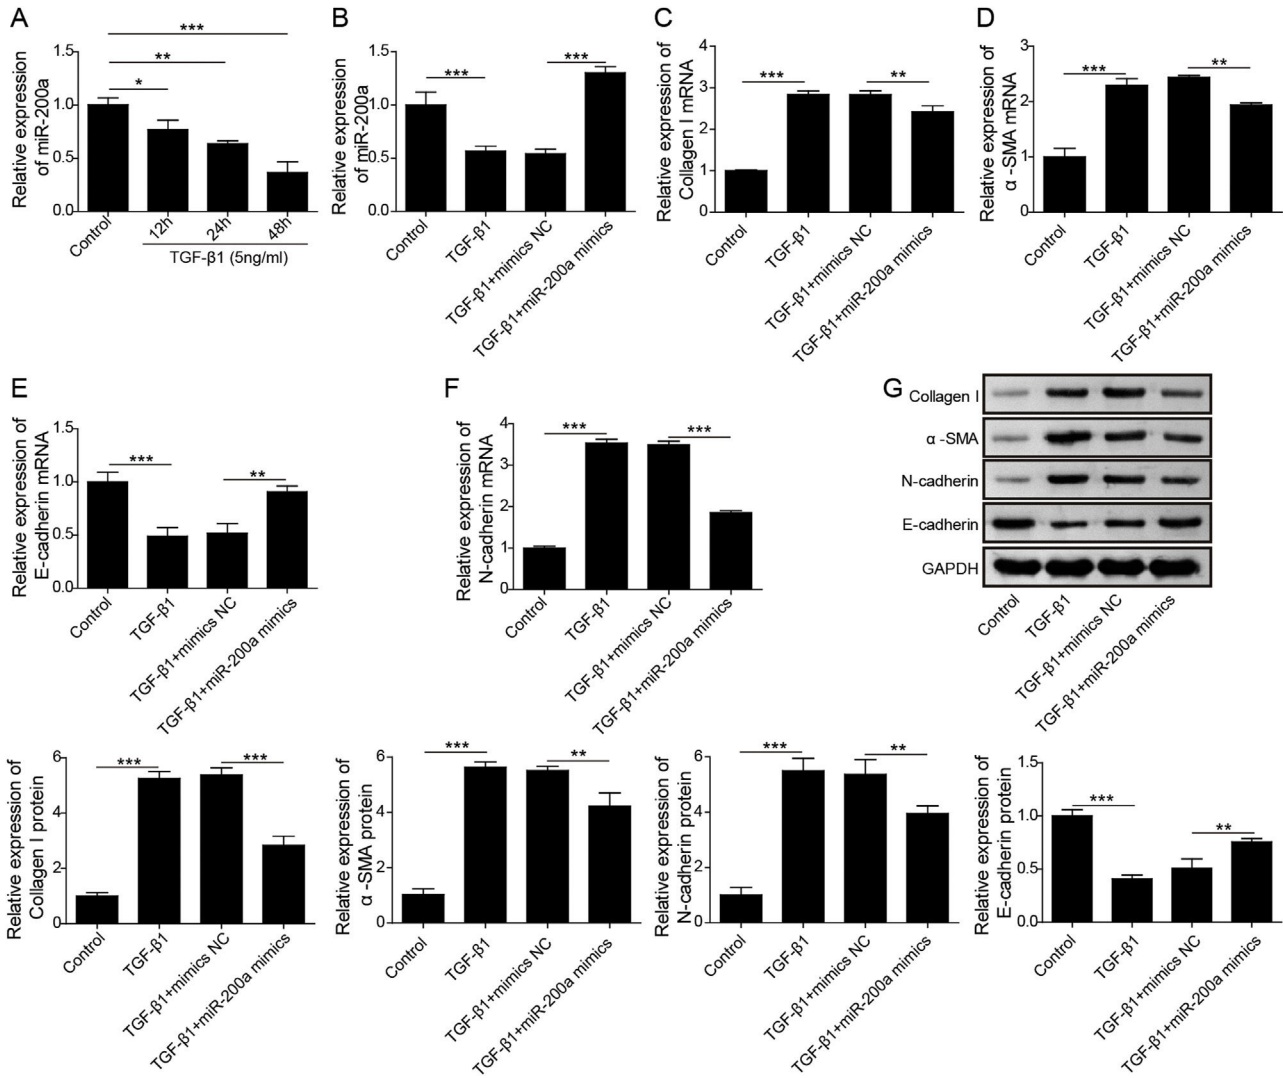 A
Relative expression
of miR-200a
1.5
1.0
0.5
0.0
***
**
*
Control
12h
24h
48h
TGF-β1 (5ng/ml)
B
Relative expression
of miR-200a
1.5
1.0
0.5
0.0
***
***
Control
TGF-β1
TGF-β1+mimics NC
TGF-β1+miR-200a mimics
C
Relative expression of
Collagen I mRNA
4
3
2
1
0
***
**
Control
TGF-β1
TGF-β1+mimics NC
TGF-β1+miR-200a mimics
D
Relative expression of
α -SMA mRNA
3
2
1
0
***
**
Control
TGF-β1
TGF-β1+mimics NC
TGF-β1+miR-200a mimics
E
Relative expression of
E-cadherin mRNA
1.5
1.0
0.5
0.0
***
**
Control
TGF-β1
TGF-β1+mimics NC
TGF-β1+miR-200a mimics
F
Relative expression of
N-cadherin mRNA
4
3
2
1
0
***
***
Control
TGF-β1
TGF-β1+mimics NC
TGF-β1+miR-200a mimics
G
Collagen I
α -SMA
N-cadherin
E-cadherin
GAPDH
Control
TGF-β1
TGF-β1+mimics NC
TGF-β1+miR-200a mimics
Relative expression of
Collagen I protein
6
4
2
0
***
***
Control
TGF-β1
TGF-β1+mimics NC
TGF-β1+miR-200a mimics
Relative expression of
α -SMA protein
6
4
2
0
***
**
Control
TGF-β1
TGF-β1+mimics NC
TGF-β1+miR-200a mimics
Relative expression of
N-cadherin protein
6
4
2
0
***
**
Control
TGF-β1
TGF-β1+mimics NC
TGF-β1+miR-200a mimics
Relative expression of
E-cadherin protein
1.5
1.0
0.5
0.0
***
**
Control
TGF-β1
TGF-β1+mimics NC
TGF-β1+miR-200a mimics